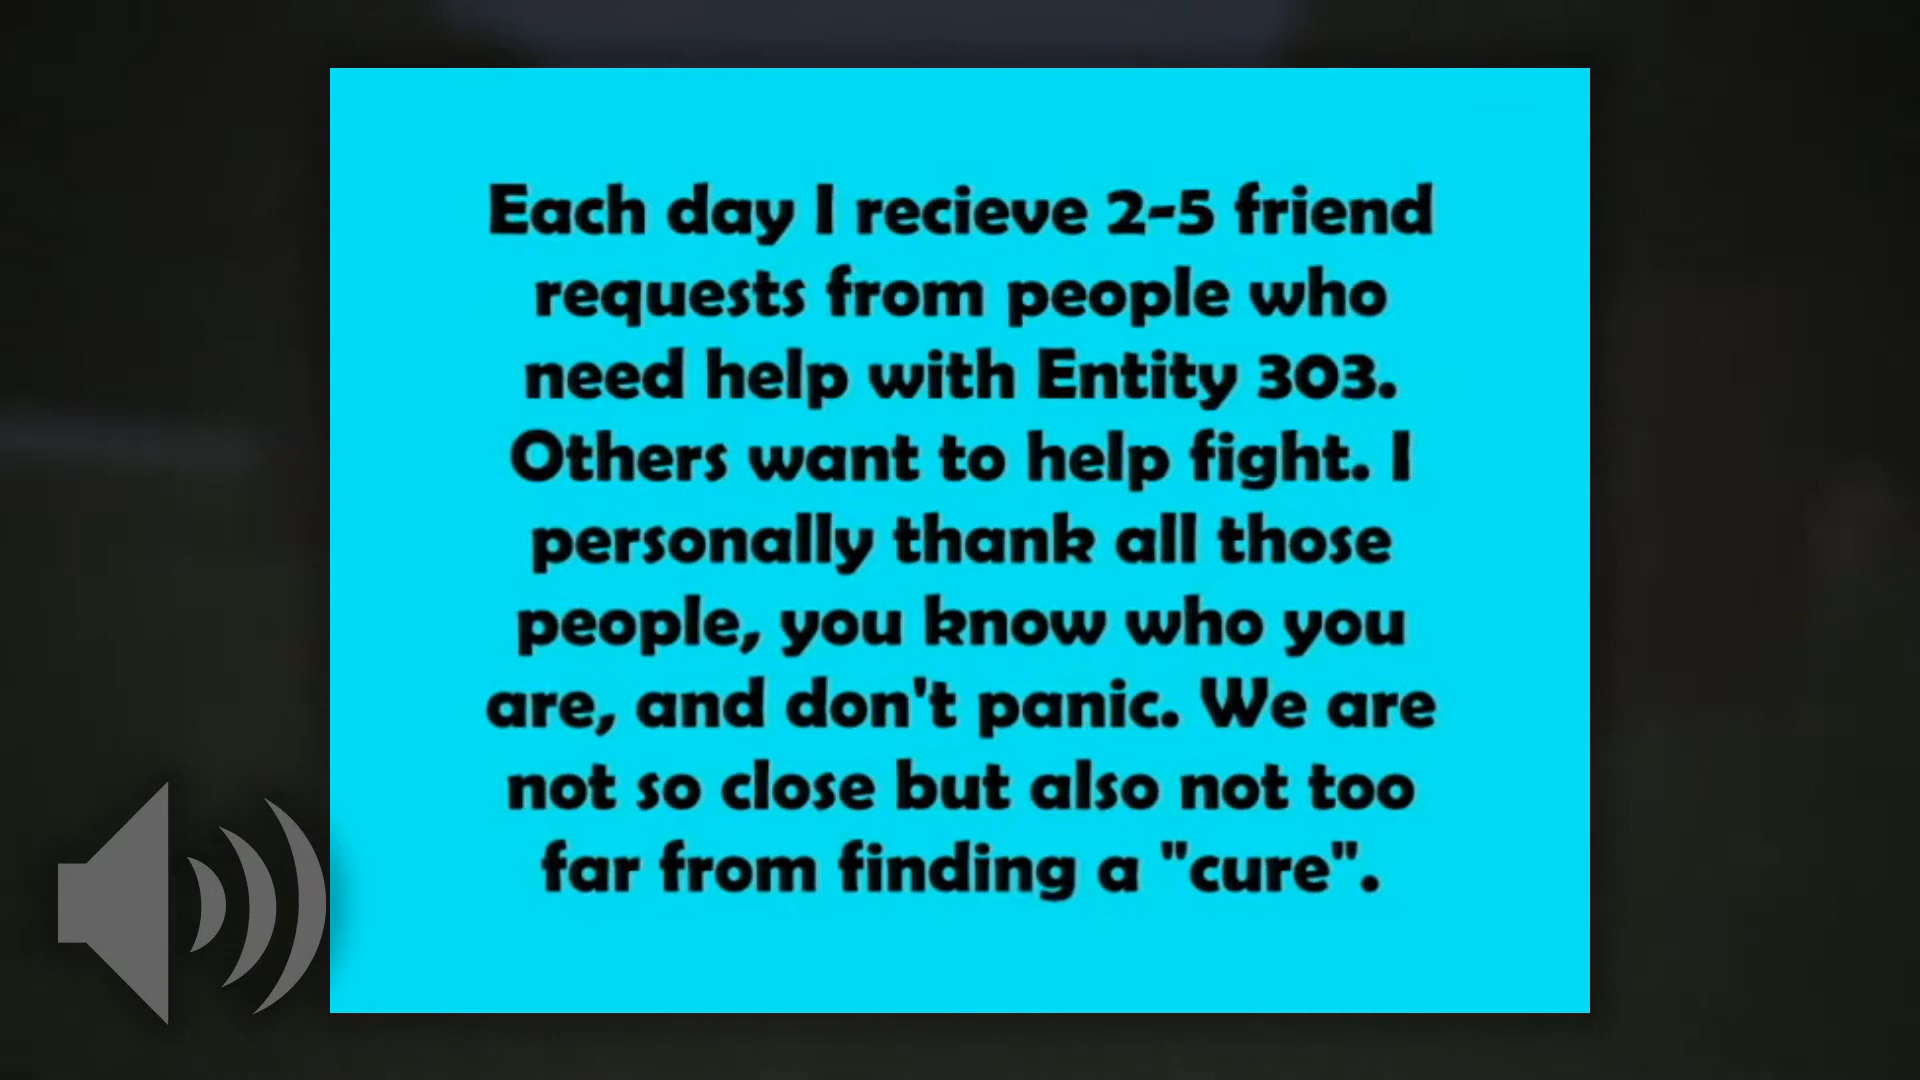 Each day I recieve 2-5 friend
requests from people who
need help with Entity 303.
Others want to help fight. I
personally thank all those
people, you know who you
are, and don't panic. We are
not so close but also not too
far from finding a "cure".